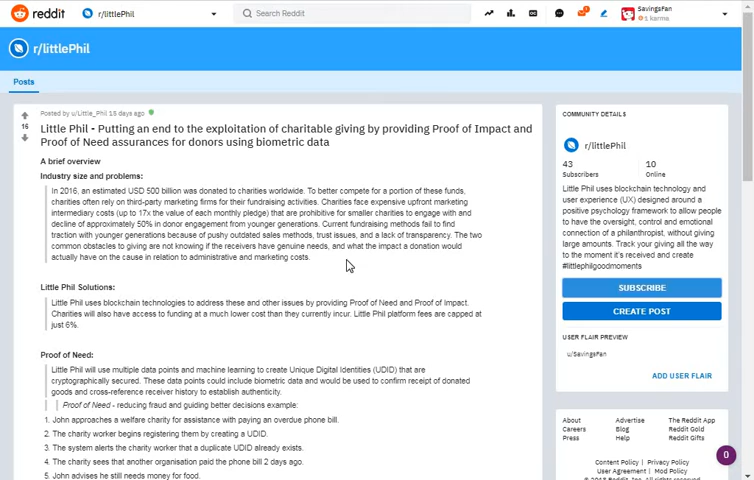 reddit
r/littlePhil
Search Reddit
SavingsFan
1 karma
r/littlePhil
Posts
Posted by u/Little_Phil 15 days ago
16
Little Phil - Putting an end to the exploitation of charitable giving by providing Proof of Impact and
Proof of Need assurances for donors using biometric data
A brief overview
Industry size and problems:
In 2016, an estimated USD 500 billion was donated to charities worldwide. To better compete for a portion of these funds,
charities often rely on third-party marketing firms for their fundraising activities. Charities face expensive upfront marketing
intermediary costs (up to 17x the value of each monthly pledge) that are prohibitive for smaller charities to engage with and
decline of approximately 50% in donor engagement from younger generations. Current fundraising methods fail to find
traction with younger generations because of pushy outdated sales methods, trust issues, and a lack of transparency. The two
common obstacles to giving are not knowing if the receivers have genuine needs, and what the impact a donation would
actually have on the cause in relation to administrative and marketing costs.
Little Phil Solutions:
Little Phil uses blockchain technologies to address these and other issues by providing Proof of Need and Proof of Impact.
Charities will also have access to funding at a much lower cost than they currently incur. Little Phil platform fees are capped at
just 6%.
Proof of Need:
Little Phil will use multiple data points and machine learning to create Unique Digital Identities (UDID) that are
cryptographically secured. These data points could include biometric data and would be used to confirm receipt of donated
goods and cross-reference receiver history to establish authenticity.
Proof of Need - reducing fraud and guiding better decisions example:
1. John approaches a welfare charity for assistance with paying an overdue phone bill.
2. The charity worker begins registering them by creating a UDID.
3. The system alerts the charity worker that a duplicate UDID already exists.
4. The charity sees that another organisation paid the phone bill 2 days ago.
5. John advises he still needs money for food.
COMMUNITY DETAILS
r/littlePhil
43 10
Subscribers Online
Little Phil uses blockchain technology and
user experience (UX) designed around a
positive psychology framework to allow people
to have the oversight, control and emotional
connection of a philanthropist, without giving
large amounts. Track your giving all the
way to the moment it's received and create
#littlephilgoodmoments
SUBSCRIBE
CREATE POST
USER FLAIR PREVIEW
u/SavingsFan
ADD USER FLAIR
About Advertise The Reddit App
Careers Blog Reddit Gold
Press Help Reddit Gifts
Content Policy | Privacy Policy
User Agreement | Mod Policy
0